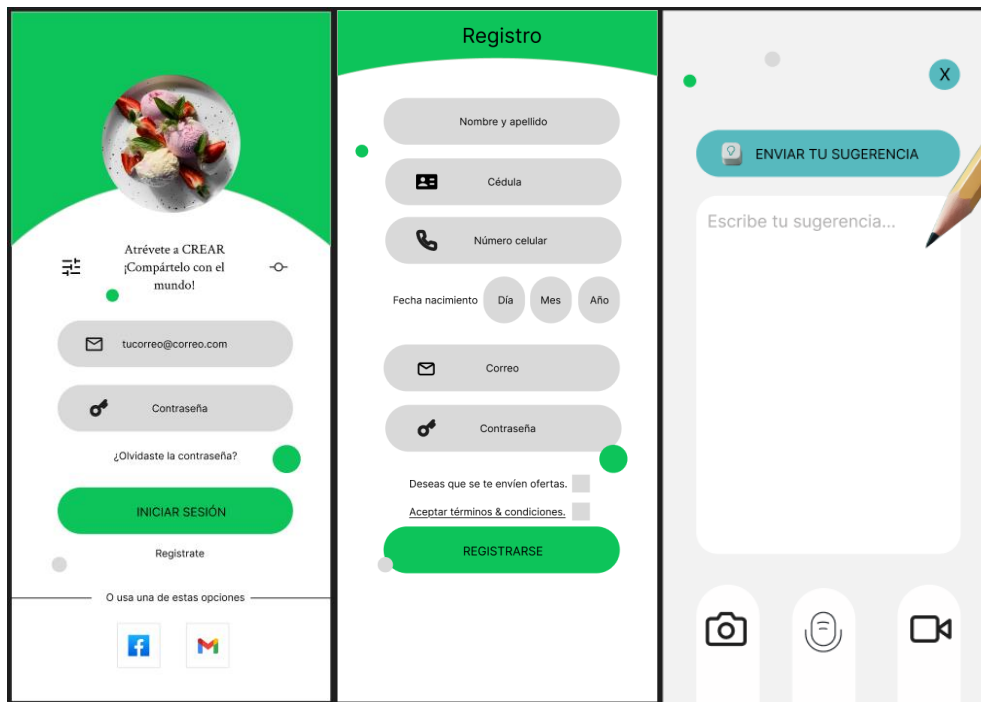 Atrévete a CREAR
¡Compártelo con el
mundo!
tucorreo@correo.com
Contraseña
¿Olvidaste la contraseña?
INICIAR SESIÓN
Registrate
O usa una de estas opciones
Registro
Nombre y apellido
Cédula
Número celular
Fecha nacimiento Día Mes Año
Correo
Contraseña
Deseas que se te envíen ofertas.
Aceptar términos & condiciones.
REGISTRARSE
X
ENVIAR TU SUGERENCIA
Escribe tu sugerencia...